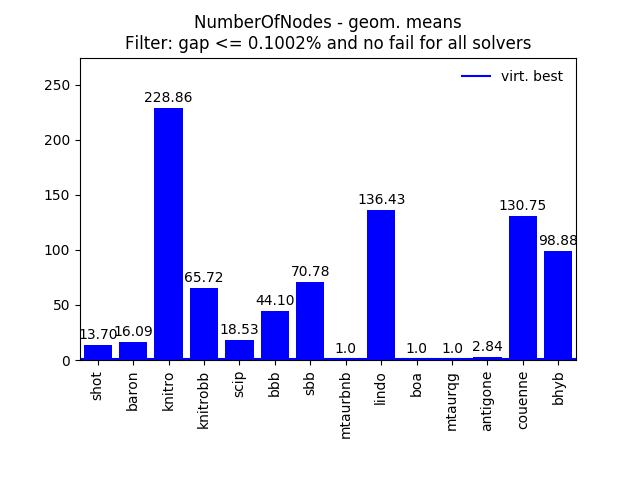 NumberOfNodes - geom. means
Filter: gap <= 0.1002% and no fail for all solvers
virt. best
250
200
150
100
50
0
13.70
16.09
228.86
65.72
18.53
44.10
70.78
1.0
136.43
1.0
1.0
2.84
130.75
98.88
shot
baron
knitro
knitrobb
scip
bbb
sbb
mtaurbnb
lindo
boa
mtaurqg
antigone
couenne
bhyb